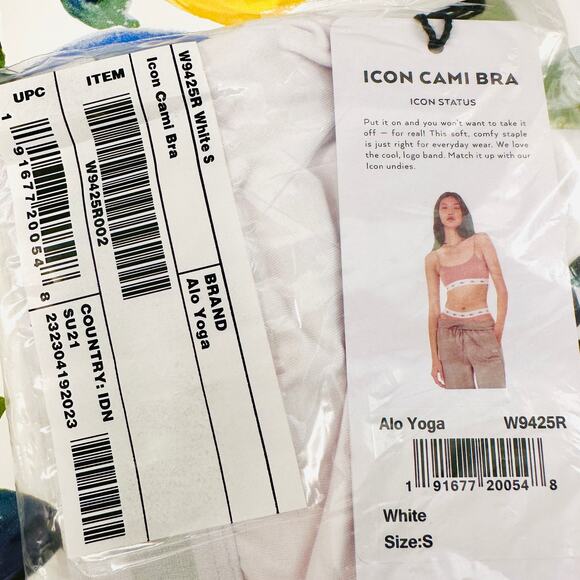 W9425R White S
Icon Cami Bra
BRAND
Alo Yoga
ITEM
W9425R002
UPC
1 91677 20054 8
COUNTRY: IDN
SU21
232304192023
ICON CAMI BRA
ICON STATUS
Put it on and you won't want to take it
off — for real! This soft, comfy staple
is just right for everyday wear. We love
the cool, logo band. Match it up with our
Icon undies.
Alo Yoga W9425R
1 91677 20054 8
White
Size:S